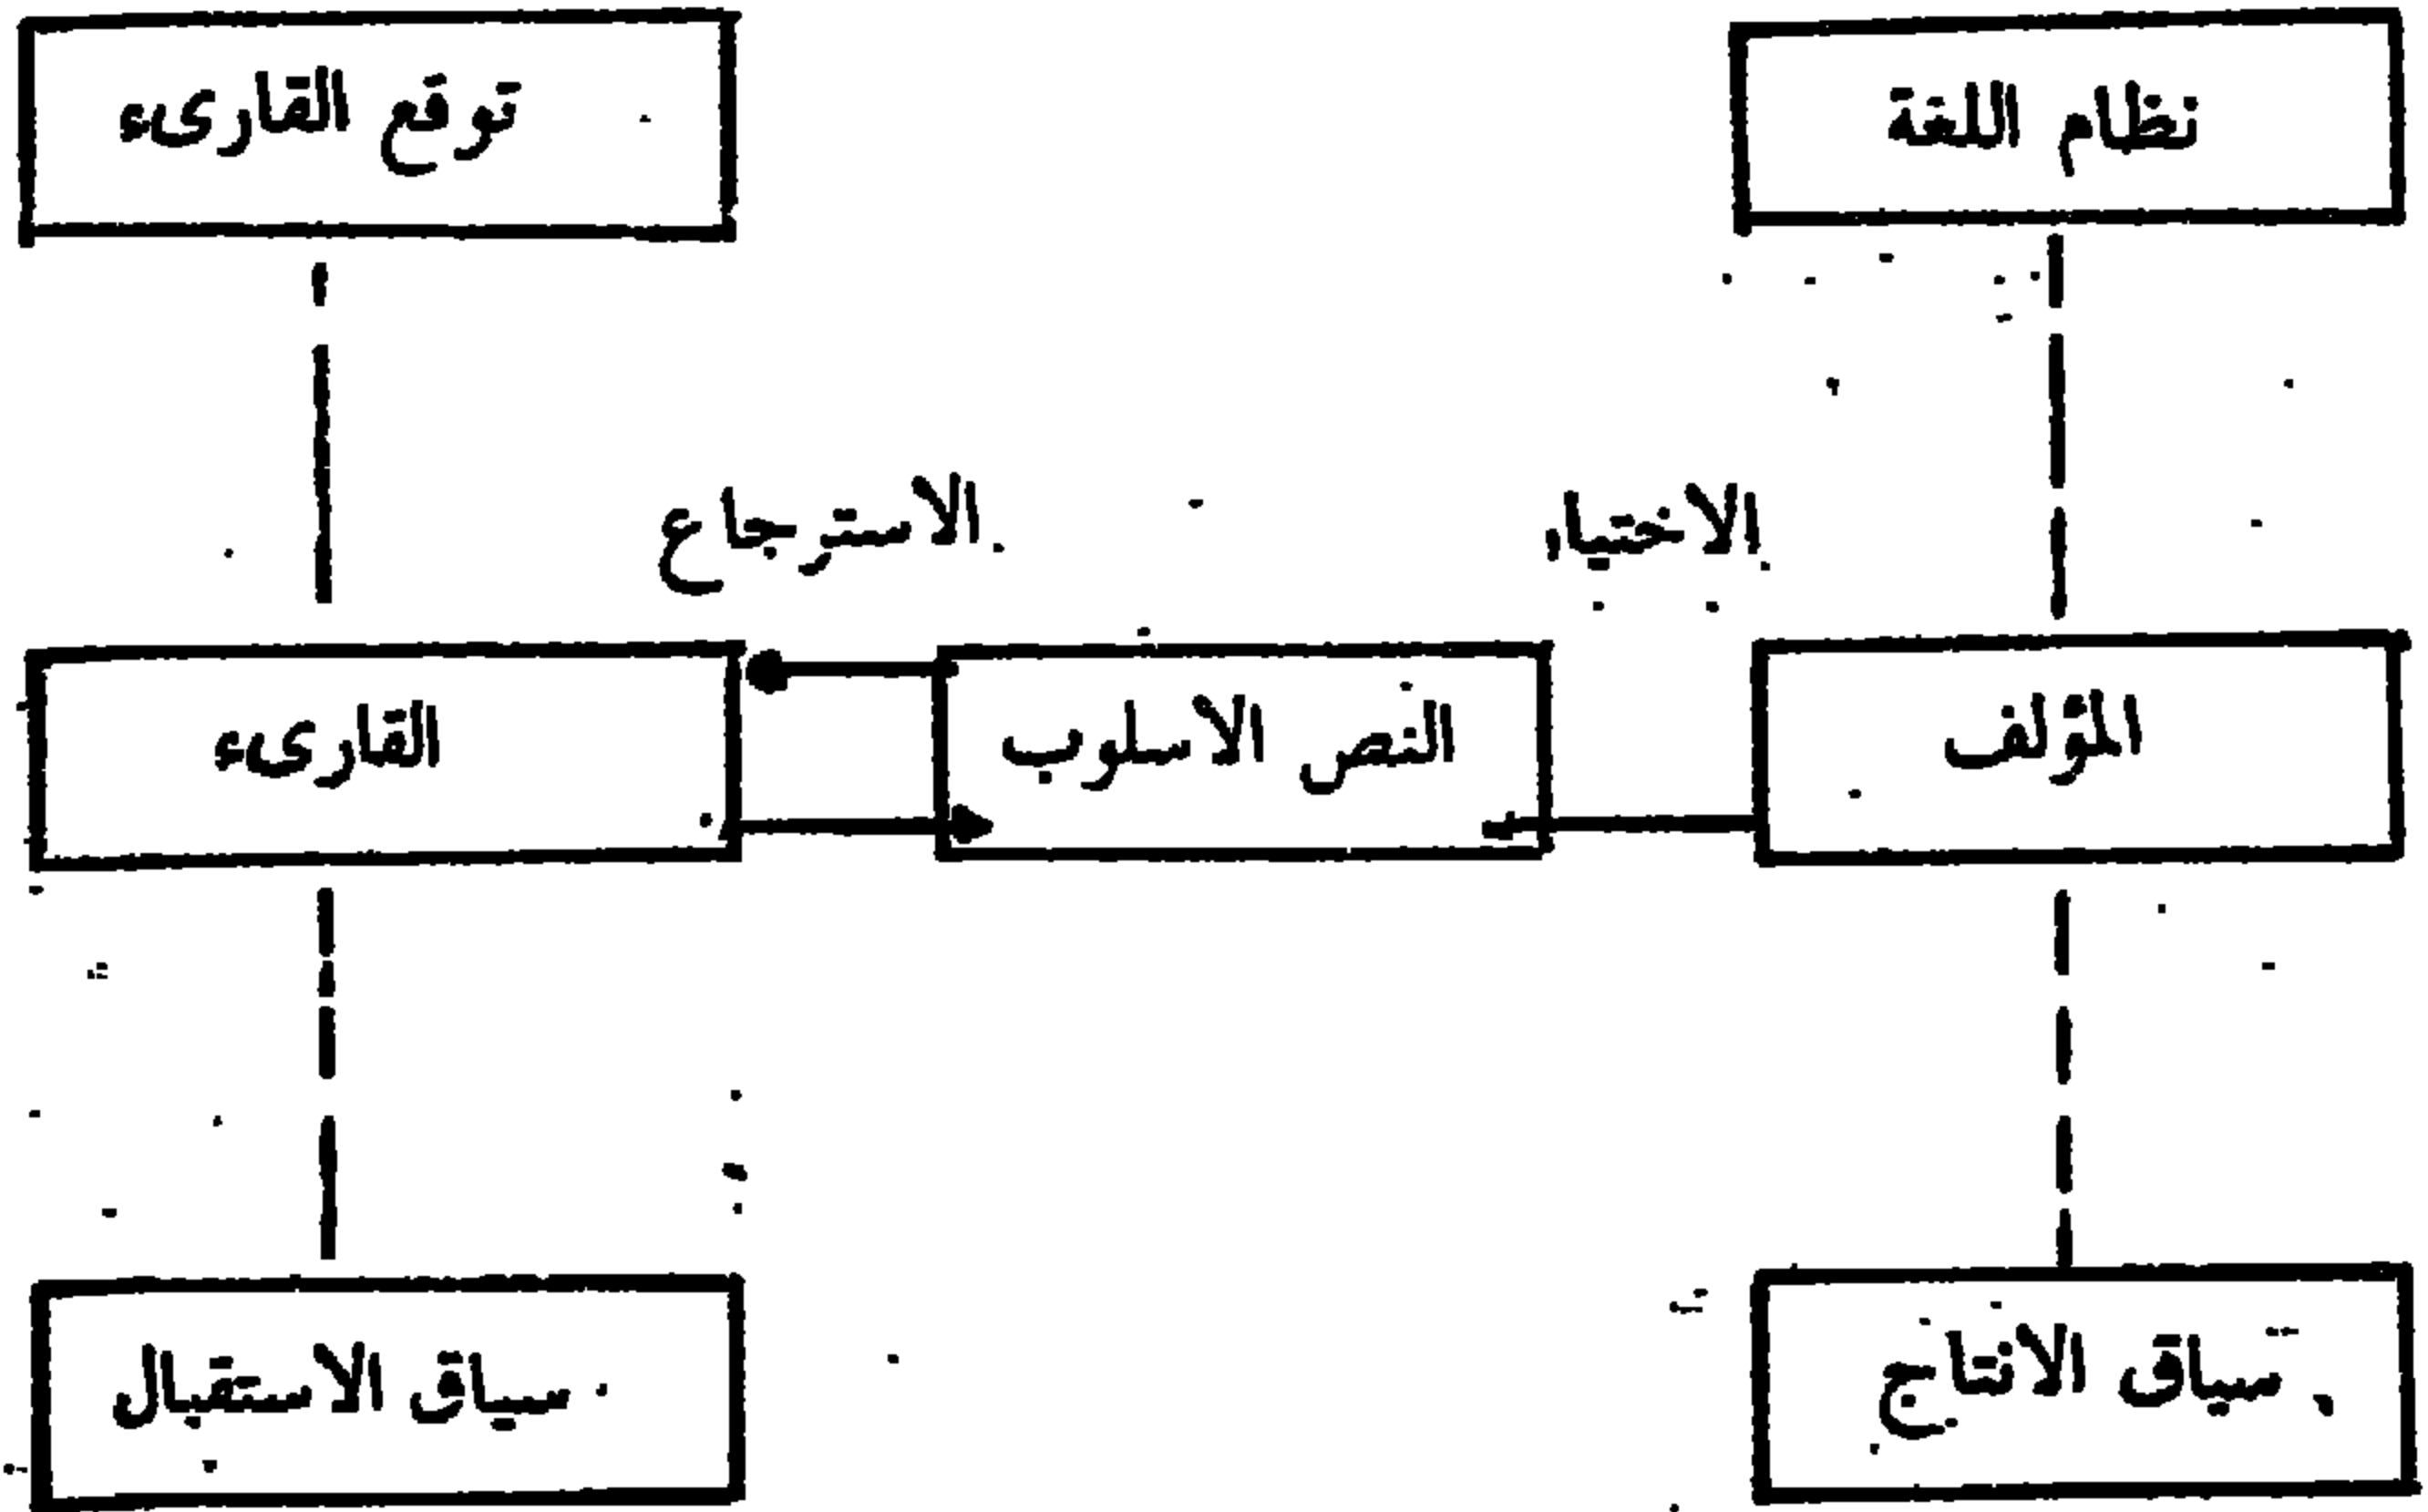 نظام اللغة
توقع القارىء
الاختيار
الاسترجاع
المؤلف
النص الاسلوب
القارىء
سياق الانتاج
سياق الاستقبال